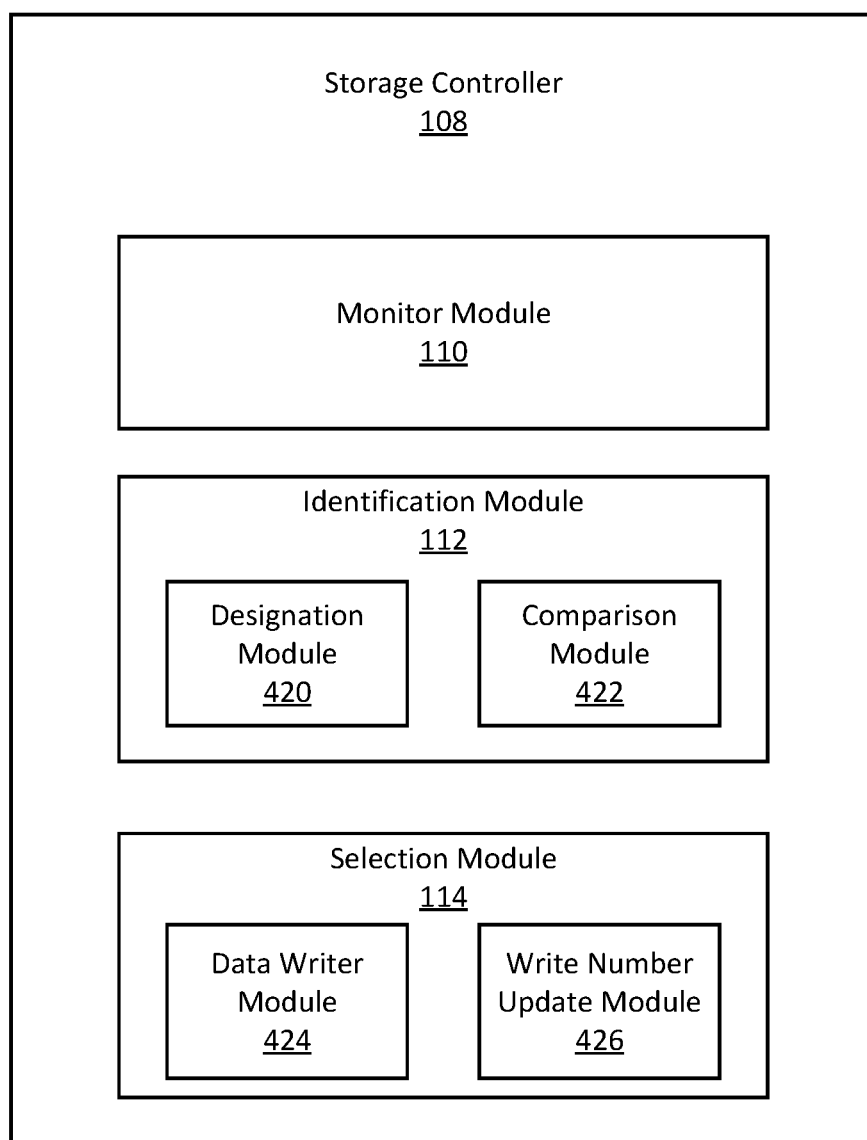 Storage Controller
108
Monitor Module
110
Identification Module
112
Designation
Module
420
Comparison
Module
422
Selection Module
114
Data Writer
Module
424
Write Number
Update Module
426